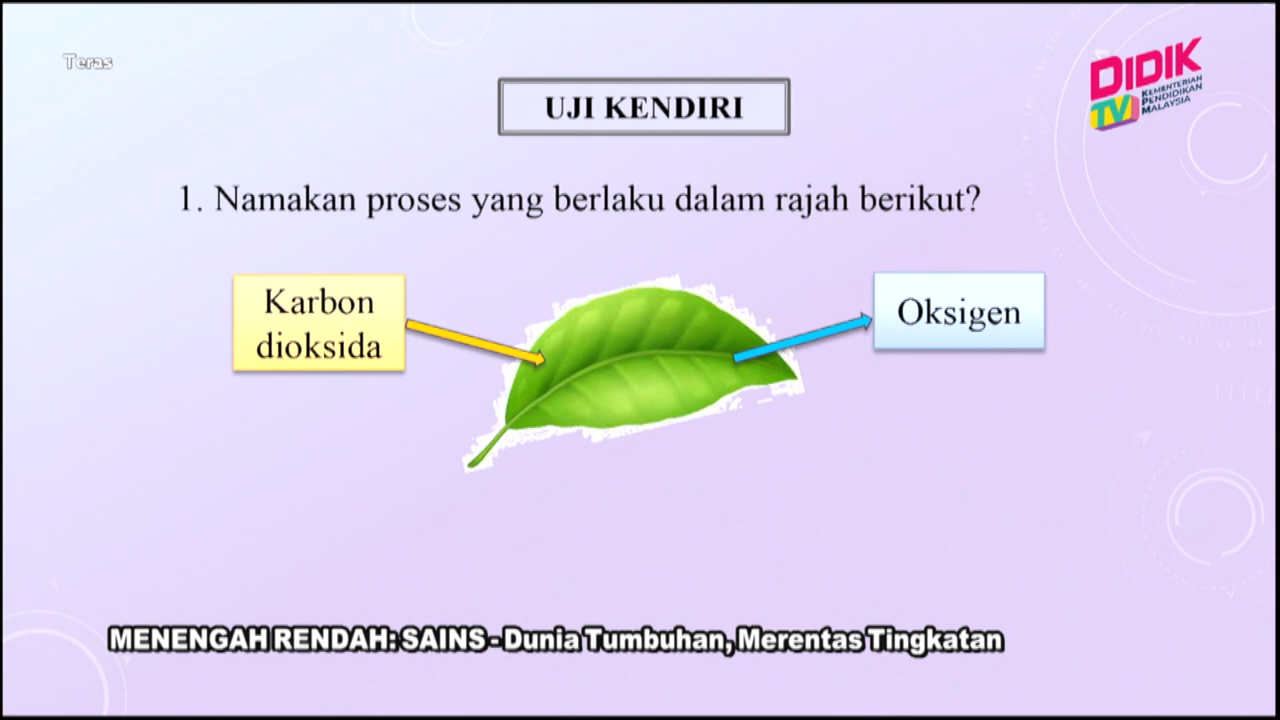 Teras
DIDIK
TV
KEMENTERIAN
PENDIDIKAN
MALAYSIA
UJI KENDIRI
1. Namakan proses yang berlaku dalam rajah berikut?
Karbon
dioksida
Oksigen
MENENGAH RENDAH: SAINS - Dunia Tumbuhan, Merentas Tingkatan